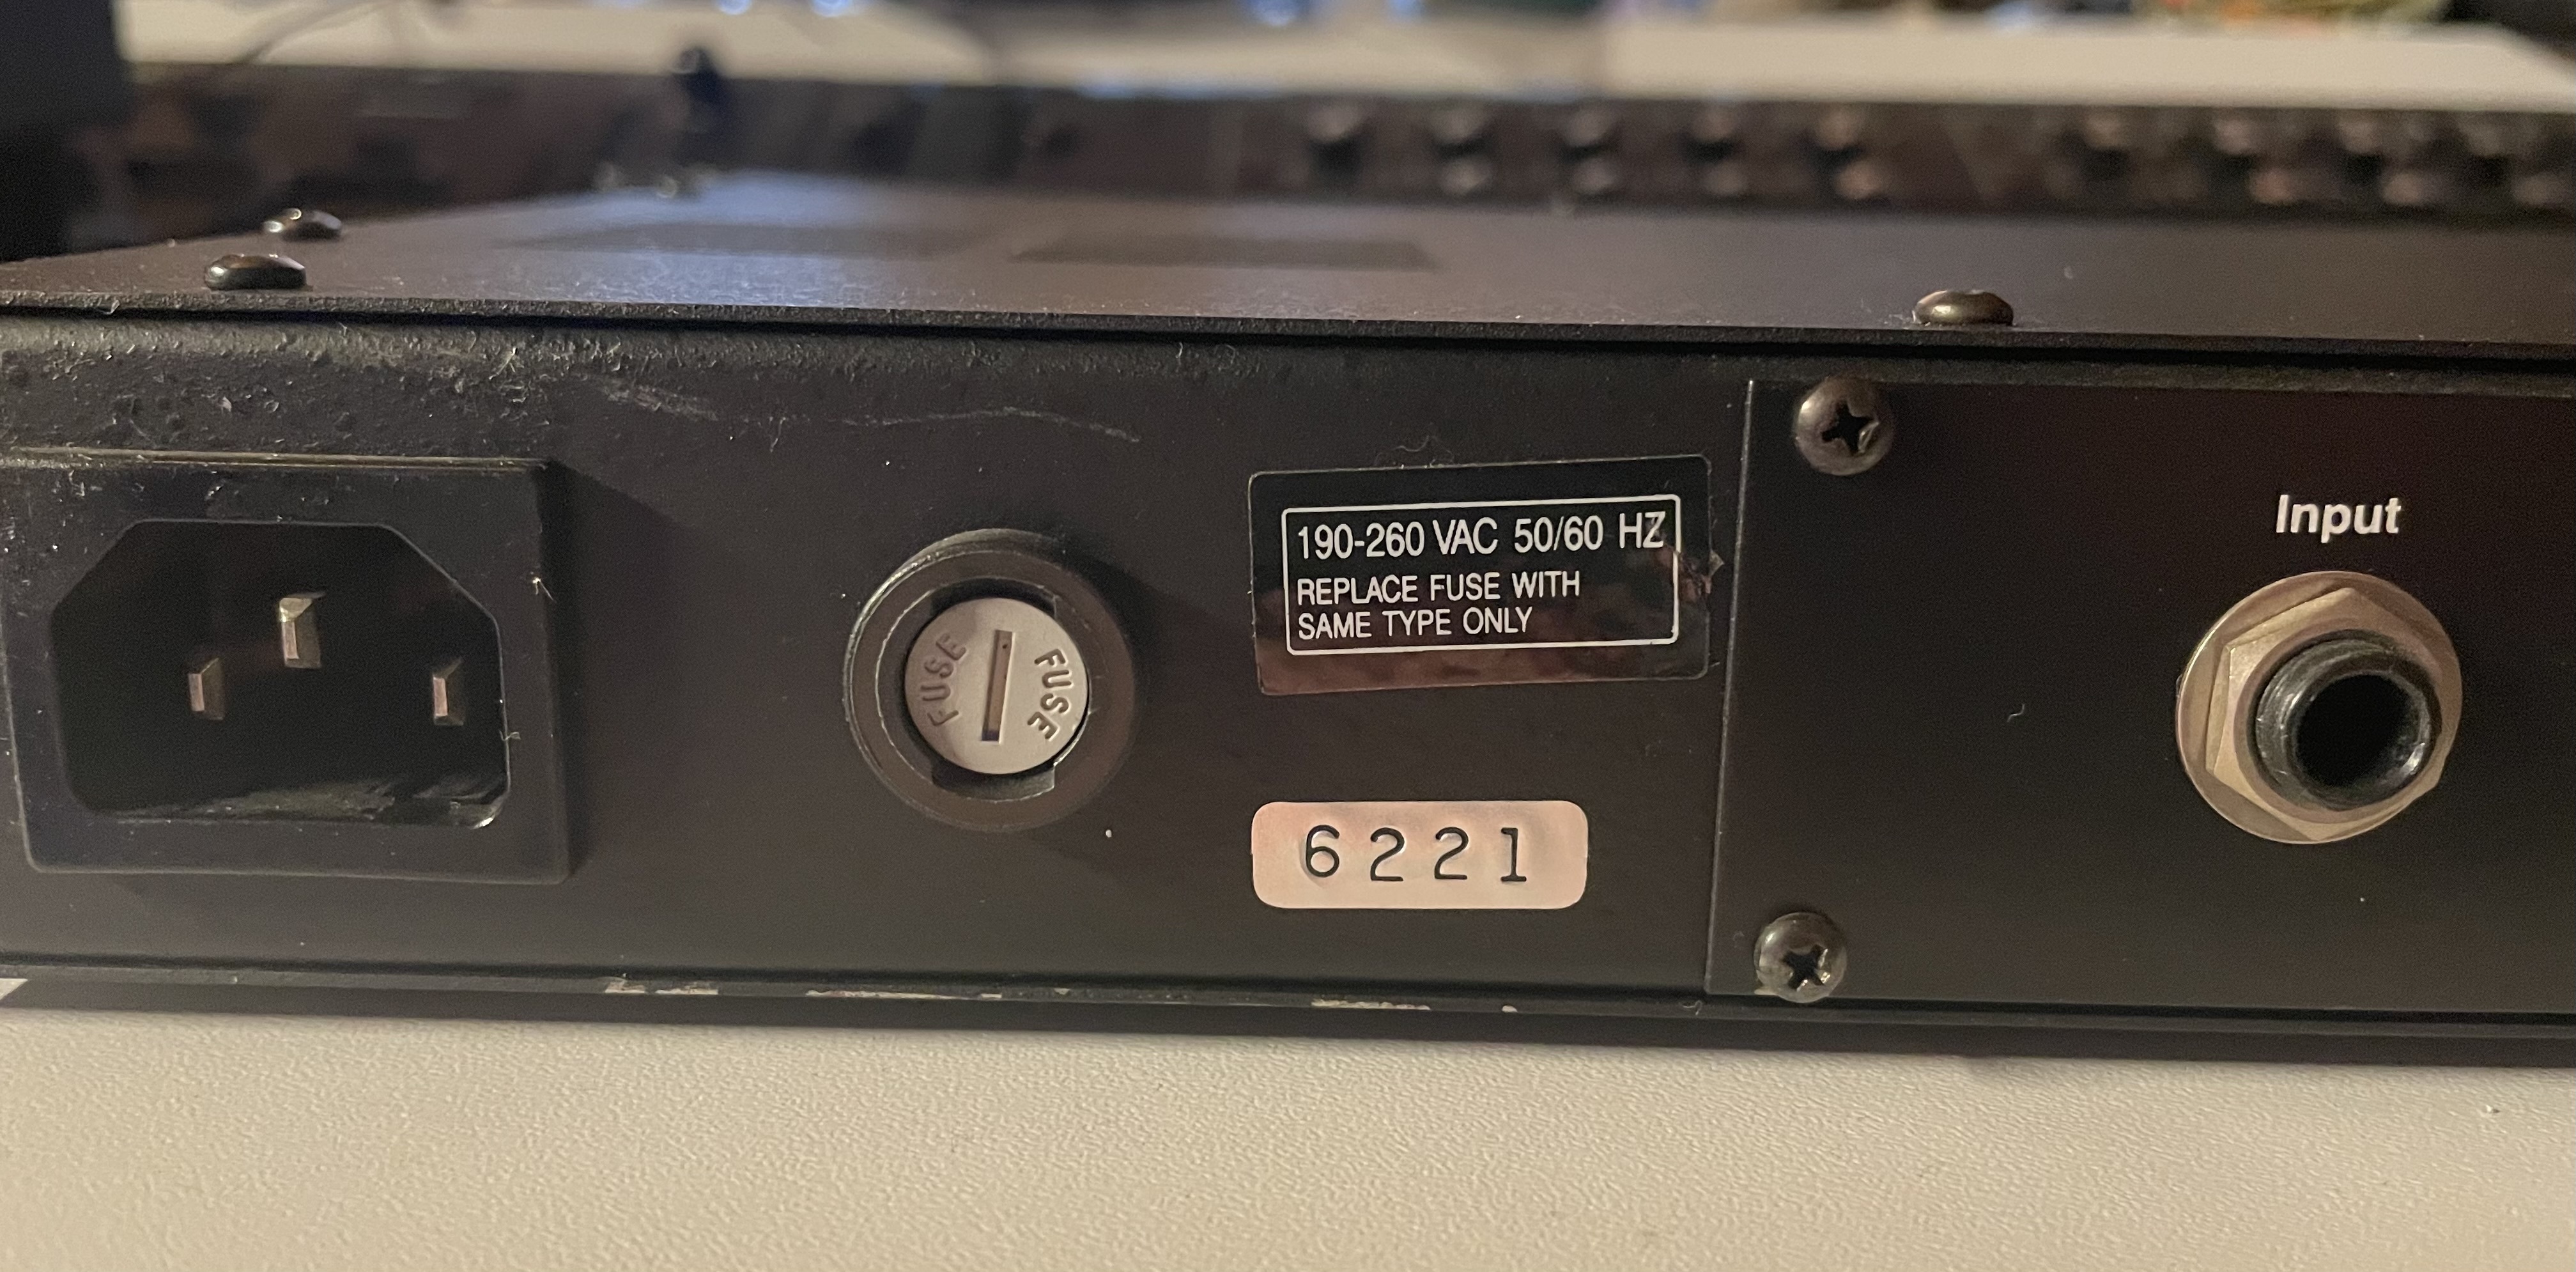 Input
190-260 VAC 50/60 HZ
REPLACE FUSE WITH
SAME TYPE ONLY
FUSE
FUSE
6221